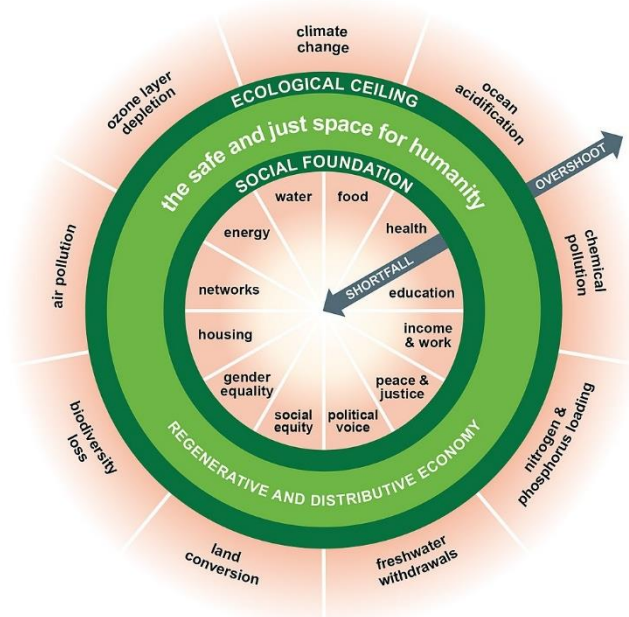 climate
change
ocean
acidification
chemical
pollution
nitrogen &
phosphorus loading
freshwater
withdrawals
land
conversion
biodiversity
loss
air pollution
ozone layer
depletion
ECOLOGICAL CEILING
the safe and just space for humanity
SOCIAL FOUNDATION
OVERSHOOT
SHORTFALL
water
food
health
education
income
& work
peace &
justice
political
voice
social
equity
gender
equality
housing
networks
energy
REGENERATIVE AND DISTRIBUTIVE ECONOMY